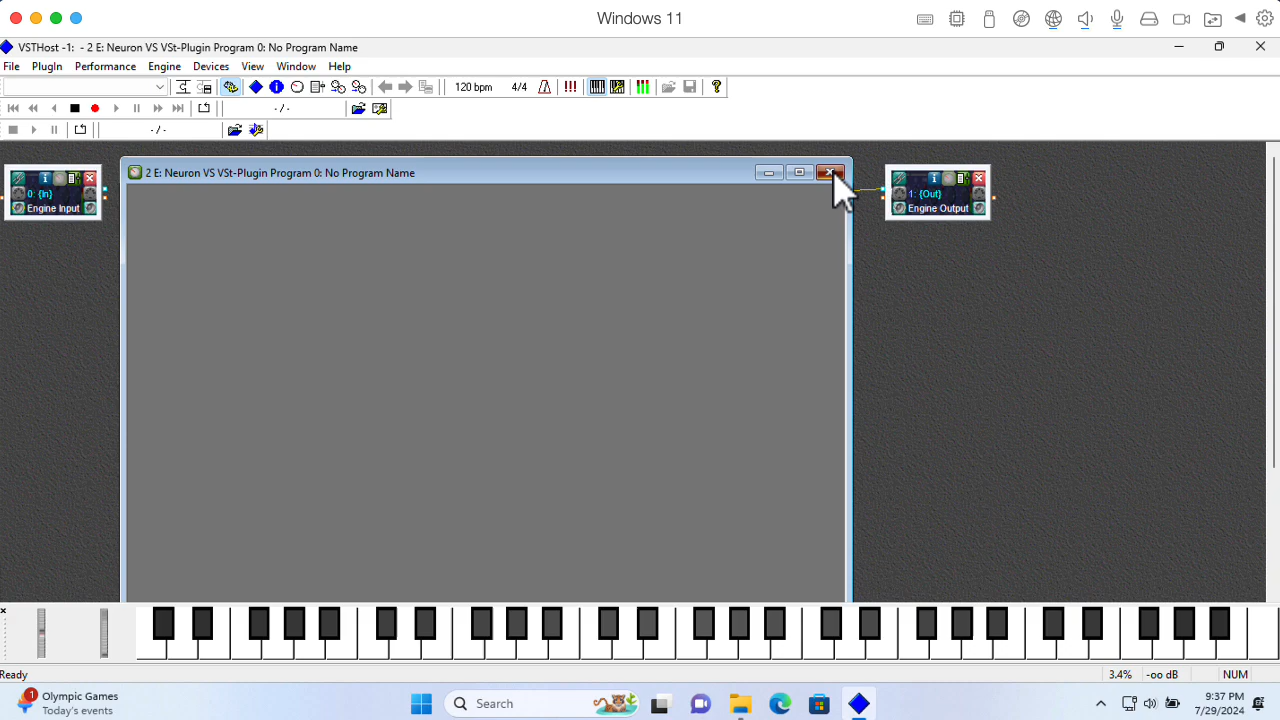 Windows 11
VSTHost -1: - 2 E: Neuron VS VSt-Plugin Program 0: No Program Name
File PlugIn Performance Engine Devices View Window Help
120 bpm 4/4
- / -
- / -
2 E: Neuron VS VSt-Plugin Program 0: No Program Name
0: {In}
Engine Input
1: {Out}
Engine Output
Ready 3.4% -oo dB NUM
1
Olympic Games
Today's events
Search
9:37 PM
7/29/2024